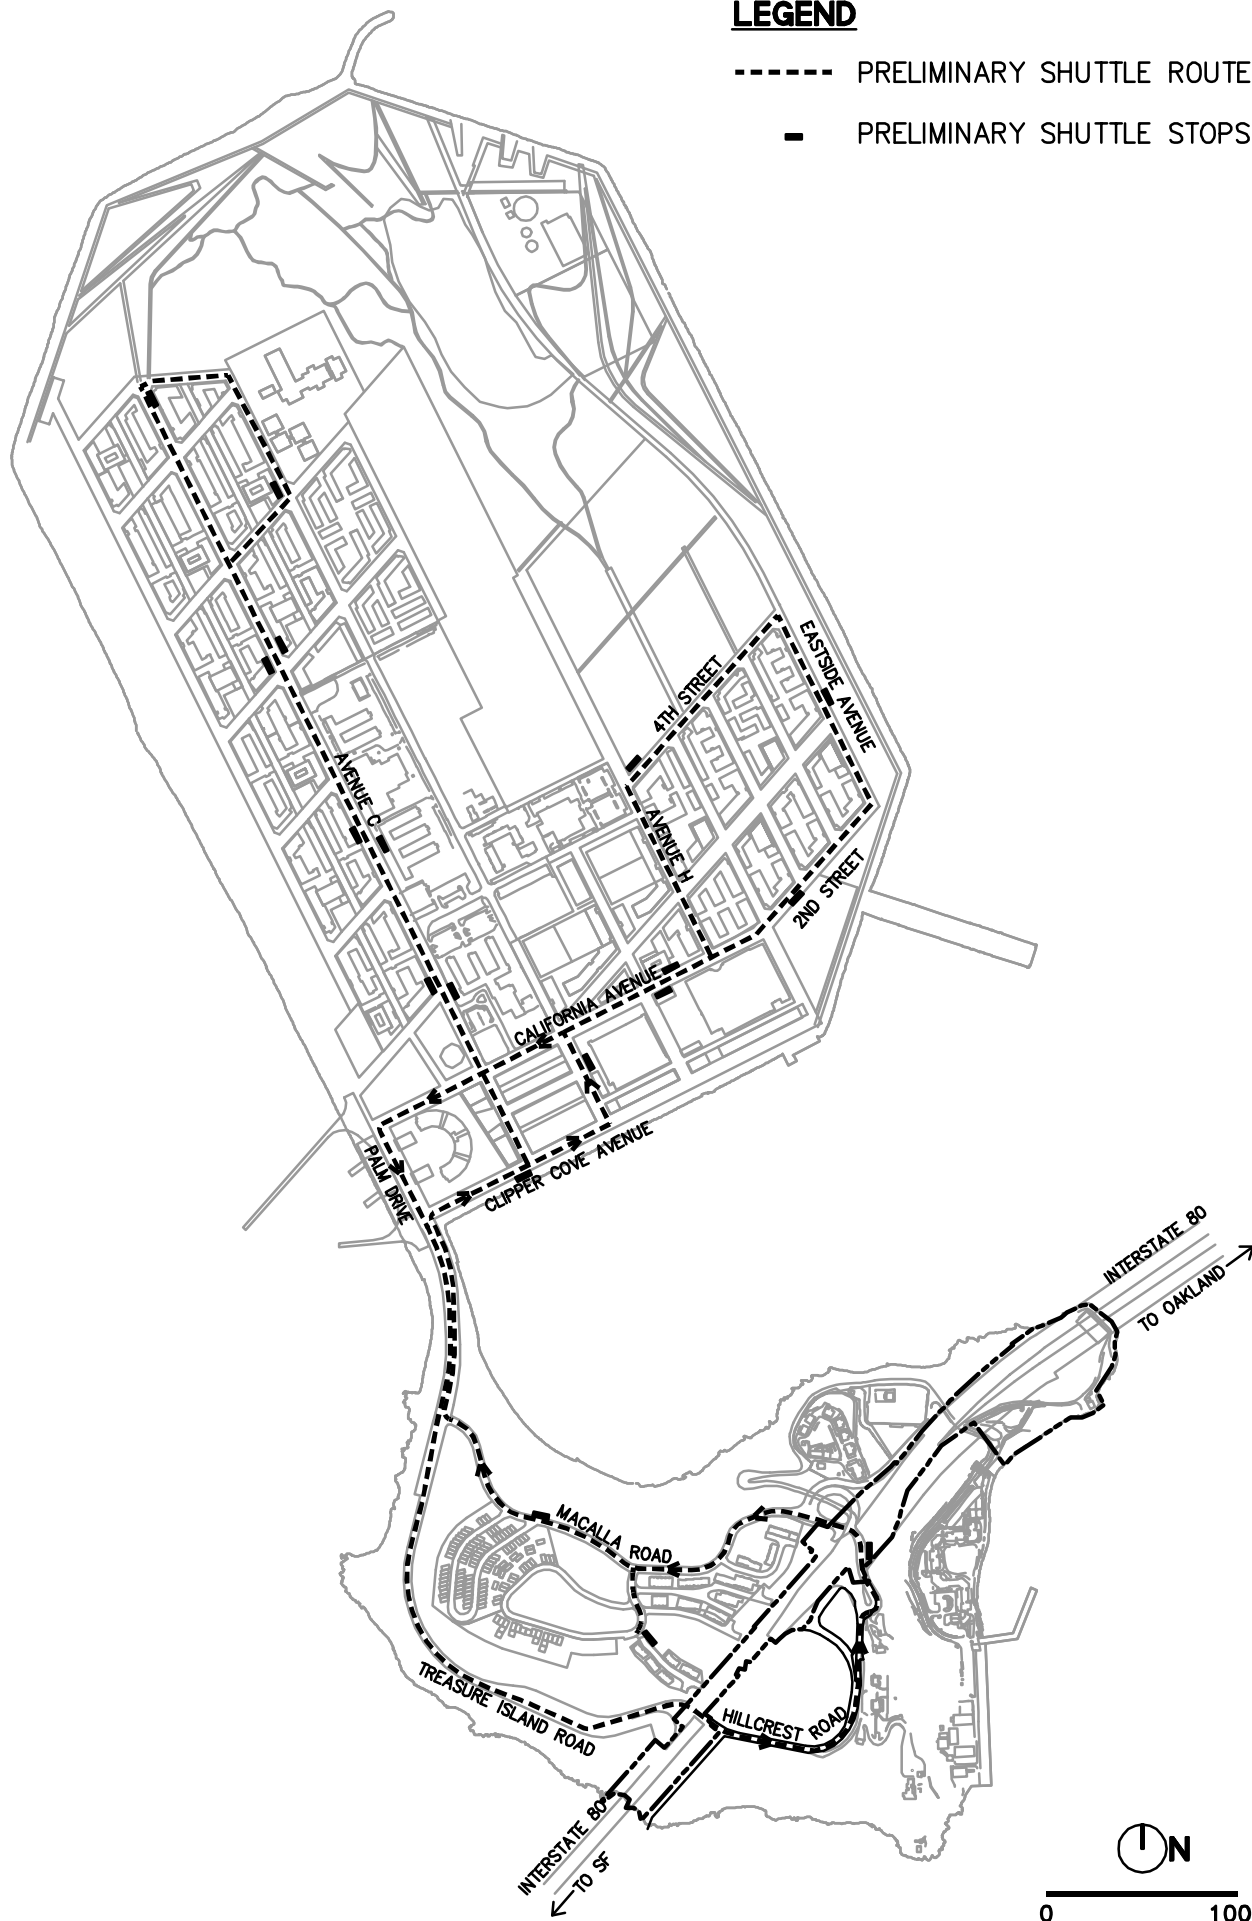 LEGEND
PRELIMINARY SHUTTLE ROUTE
PRELIMINARY SHUTTLE STOPS
EASTSIDE AVENUE
4TH STREET
AVENUE C
AVENUE H
2ND STREET
CALIFORNIA AVENUE
CLIPPER COVE AVENUE
PALM DRIVE
INTERSTATE 80
TO OAKLAND
MACALLA ROAD
TREASURE ISLAND ROAD
HILLCREST ROAD
INTERSTATE 80
TO SF
N
0 100